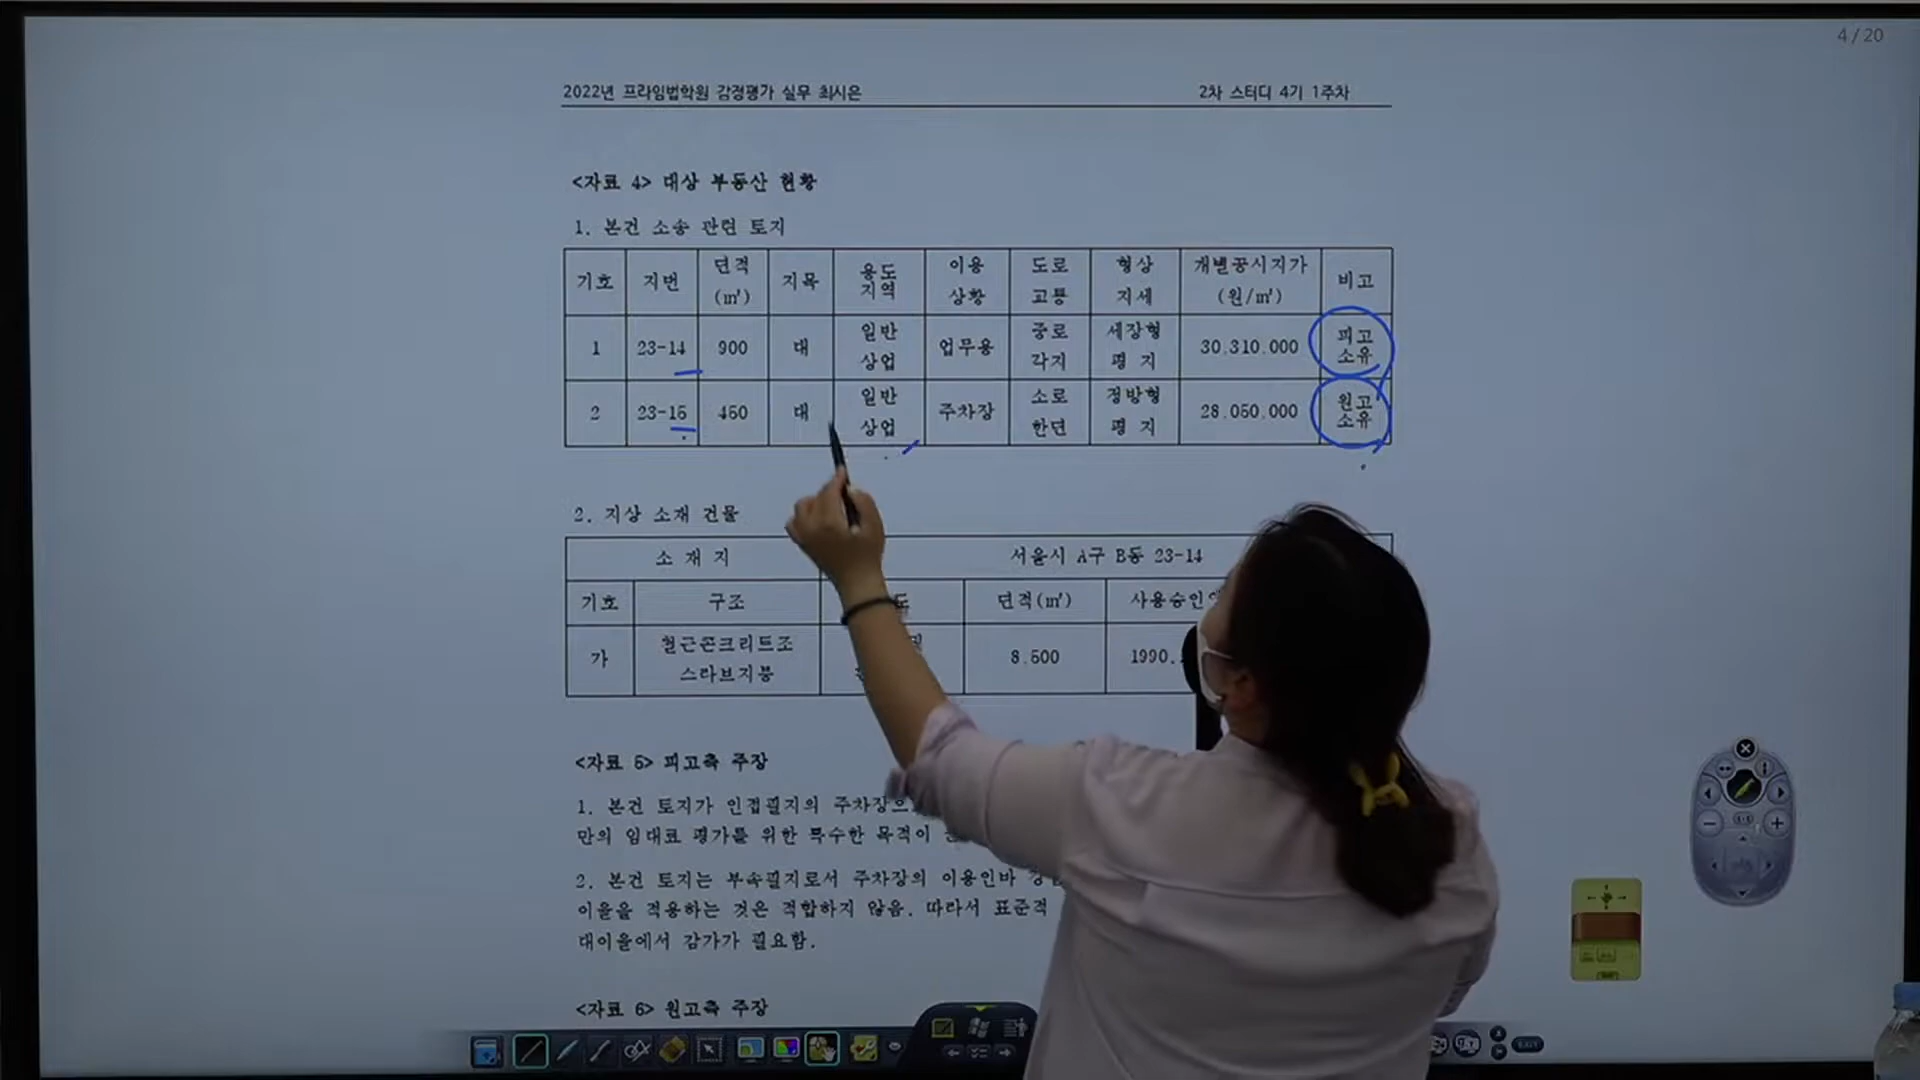 4 / 20
2022년 프라임법학원 감정평가 실무 최시은 2차 스터디 4기 1주차
<자료 4> 대상 부동산 현황
1. 본건 소송 관련 토지
기호 지번 면적 (㎡) 지목 용도 지역 이용 상황 도로 교통 형상 지세 개별공시지가 (원/㎡) 비고
1 23-14 900 대 일반 상업 업무용 중로 각지 세장형 평 지 30,310,000 피고 소유
2 23-15 450 대 일반 상업 주차장 소로 한면 정방형 평 지 28,050,000 원고 소유
2. 지상 소재 건물
소 재 지 서울시 A구 B동 23-14
기호 구조 도 면적(㎡) 사용승인
가 철근콘크리트조 스라브지붕 8,500 1990.
<자료 5> 피고측 주장
1. 본건 토지가 인접필지의 주차장으
만의 임대료 평가를 위한 특수한 목적이
2. 본건 토지는 부속필지로서 주차장의 이용인바
이율을 적용하는 것은 적합하지 않음. 따라서 표준적
대이율에서 감가가 필요함.
<자료 6> 원고측 주장
EXIT